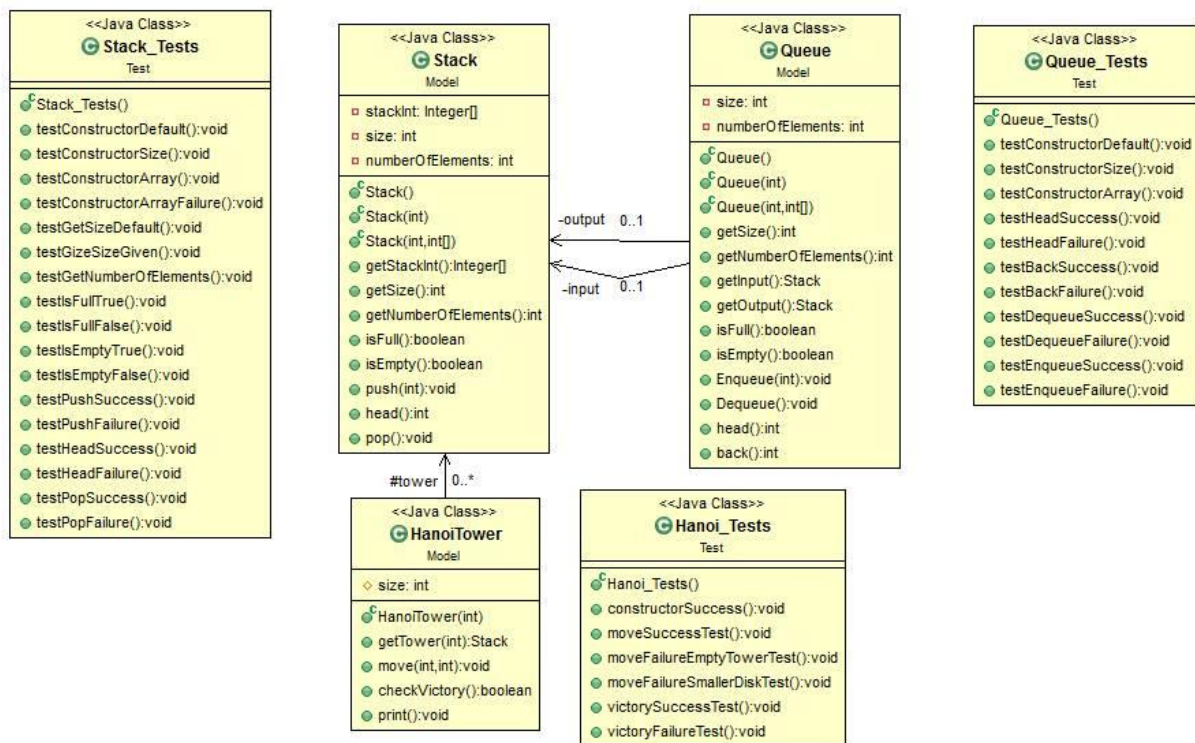 <<Java Class>>
Stack_Tests
Test
Stack_Tests()
testConstructorDefault():void
testConstructorSize():void
testConstructorArray():void
testConstructorArrayFailure():void
testGetSizeDefault():void
testGizeSizeGiven():void
testGetNumberOfElements():void
testIsFullTrue():void
testIsFullFalse():void
testIsEmptyTrue():void
testIsEmptyFalse():void
testPushSuccess():void
testPushFailure():void
testHeadSuccess():void
testHeadFailure():void
testPopSuccess():void
testPopFailure():void
<<Java Class>>
Stack
Model
stackInt: Integer[]
size: int
numberOfElements: int
Stack()
Stack(int)
Stack(int,int[])
getStackInt():Integer[]
getSize():int
getNumberOfElements():int
isFull():boolean
isEmpty():boolean
push(int):void
head():int
pop():void
-output 0..1
-input 0..1
<<Java Class>>
Queue
Model
size: int
numberOfElements: int
Queue()
Queue(int)
Queue(int,int[])
getSize():int
getNumberOfElements():int
getInput():Stack
getOutput():Stack
isFull():boolean
isEmpty():boolean
Enqueue(int):void
Dequeue():void
head():int
back():int
<<Java Class>>
Queue_Tests
Test
Queue_Tests()
testConstructorDefault():void
testConstructorSize():void
testConstructorArray():void
testHeadSuccess():void
testHeadFailure():void
testBackSuccess():void
testBackFailure():void
testDequeueSuccess():void
testDequeueFailure():void
testEnqueueSuccess():void
testEnqueueFailure():void
#tower 0..*
<<Java Class>>
HanoiTower
Model
size: int
HanoiTower(int)
getTower(int):Stack
move(int,int):void
checkVictory():boolean
print():void
<<Java Class>>
Hanoi_Tests
Test
Hanoi_Tests()
constructorSuccess():void
moveSuccessTest():void
moveFailureEmptyTowerTest():void
moveFailureSmallerDiskTest():void
victorySuccessTest():void
victoryFailureTest():void